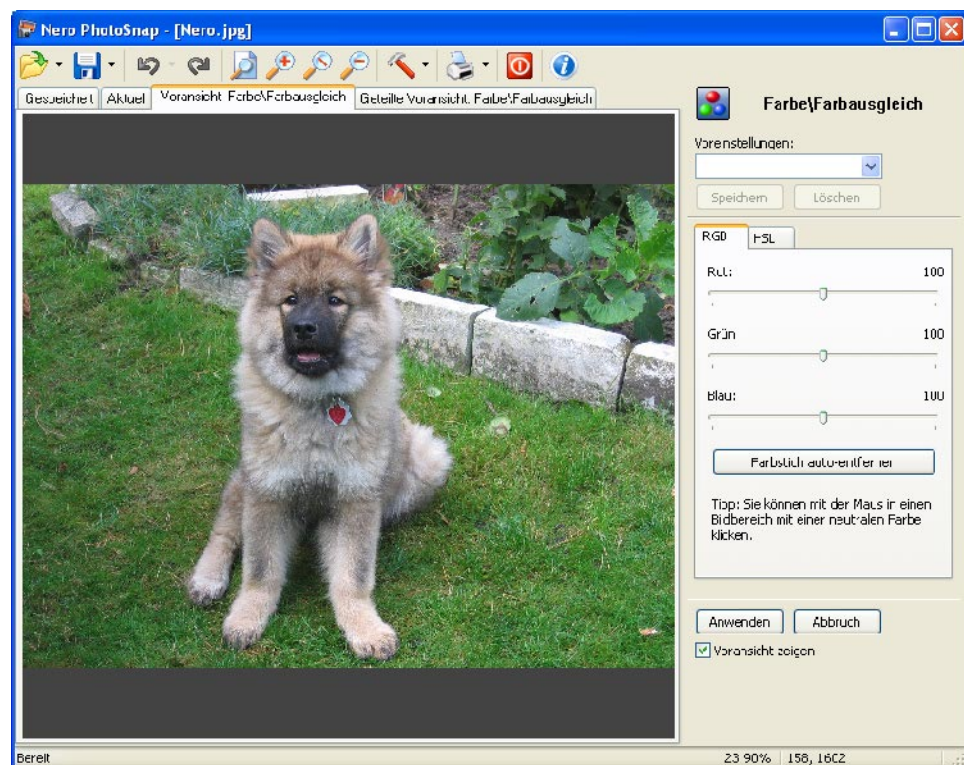 Nero PhotoSnap - [Nero.jpg]
Gespeichert
Aktuell
Voransicht: Farbe\Farbausgleich
Geteilte Voransicht: Farbe\Farbausgleich
Farbe\Farbausgleich
Voreinstellungen:
Speichern
Löschen
RGB
HSL
Rot:
100
Grün
100
Blau:
100
Farbstich auto-entfernen
Tipp: Sie können mit der Maus in einen
Bildbereich mit einer neutralen Farbe
klicken.
Anwenden
Abbruch
Voransicht zeigen
Bereit
23.90%
158, 1602